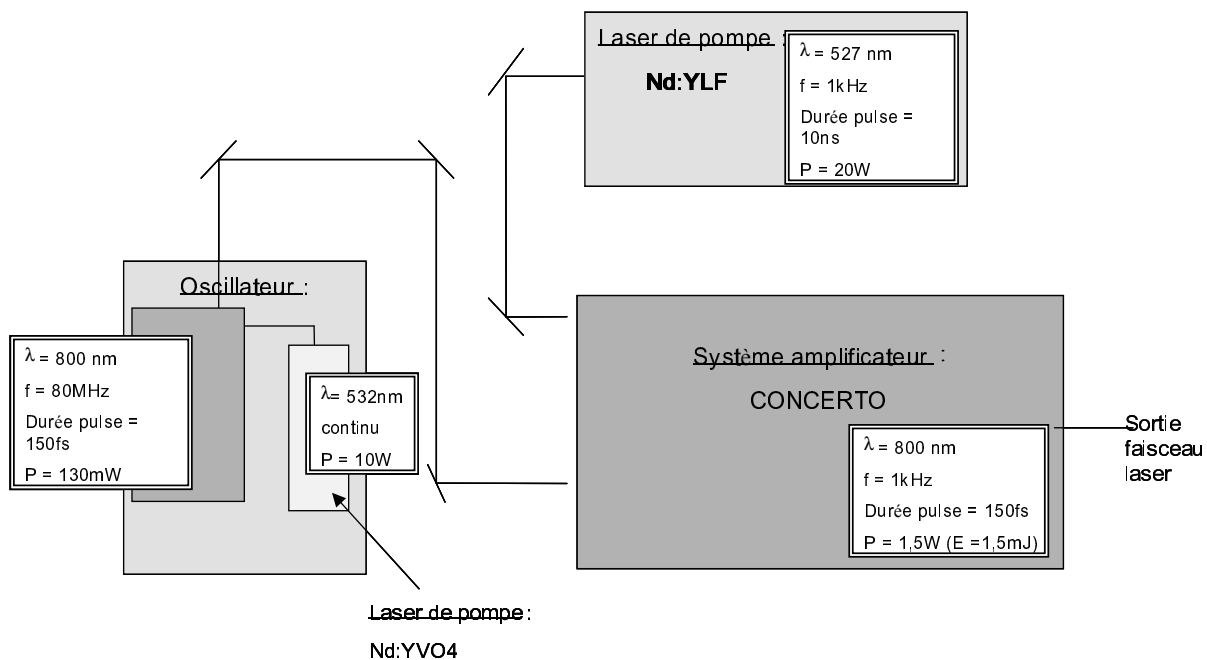 Laser de pompe :
Nd:YLF
λ = 527 nm
f = 1kHz
Durée pulse =
10ns
P = 20W
Oscillateur :
λ = 800 nm
f = 80MHz
Durée pulse =
150fs
P = 130mW
λ= 532nm
continu
P = 10W
Système amplificateur :
CONCERTO
λ = 800 nm
f = 1kHz
Durée pulse = 150fs
P = 1,5W (E =1,5mJ)
Sortie
faisceau
laser
Laser de pompe :
Nd:YVO4